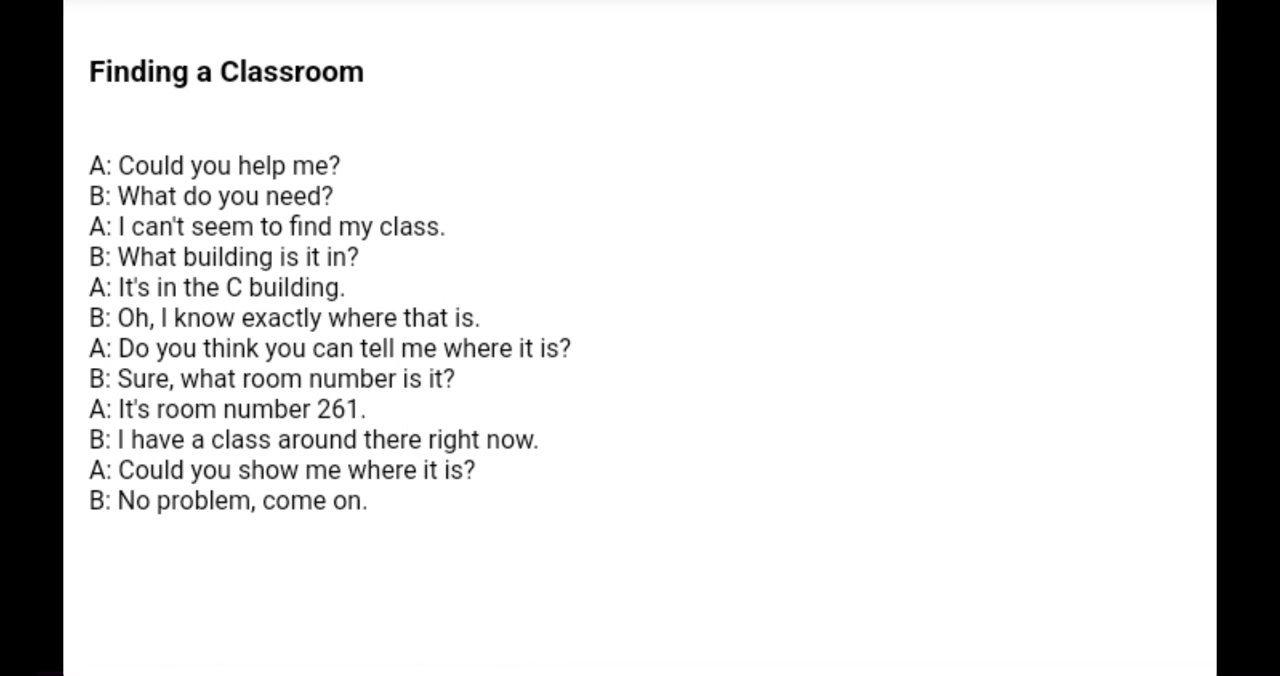 Finding a Classroom
A: Could you help me?
B: What do you need?
A: I can't seem to find my class.
B: What building is it in?
A: It's in the C building.
B: Oh, I know exactly where that is.
A: Do you think you can tell me where it is?
B: Sure, what room number is it?
A: It's room number 261.
B: I have a class around there right now.
A: Could you show me where it is?
B: No problem, come on.